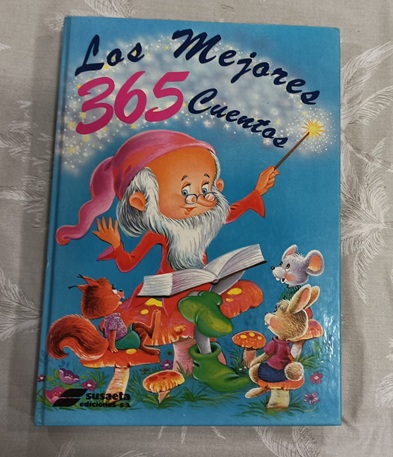 Los Mejores
365 Cuentos
susaeta
ediciones s.a.